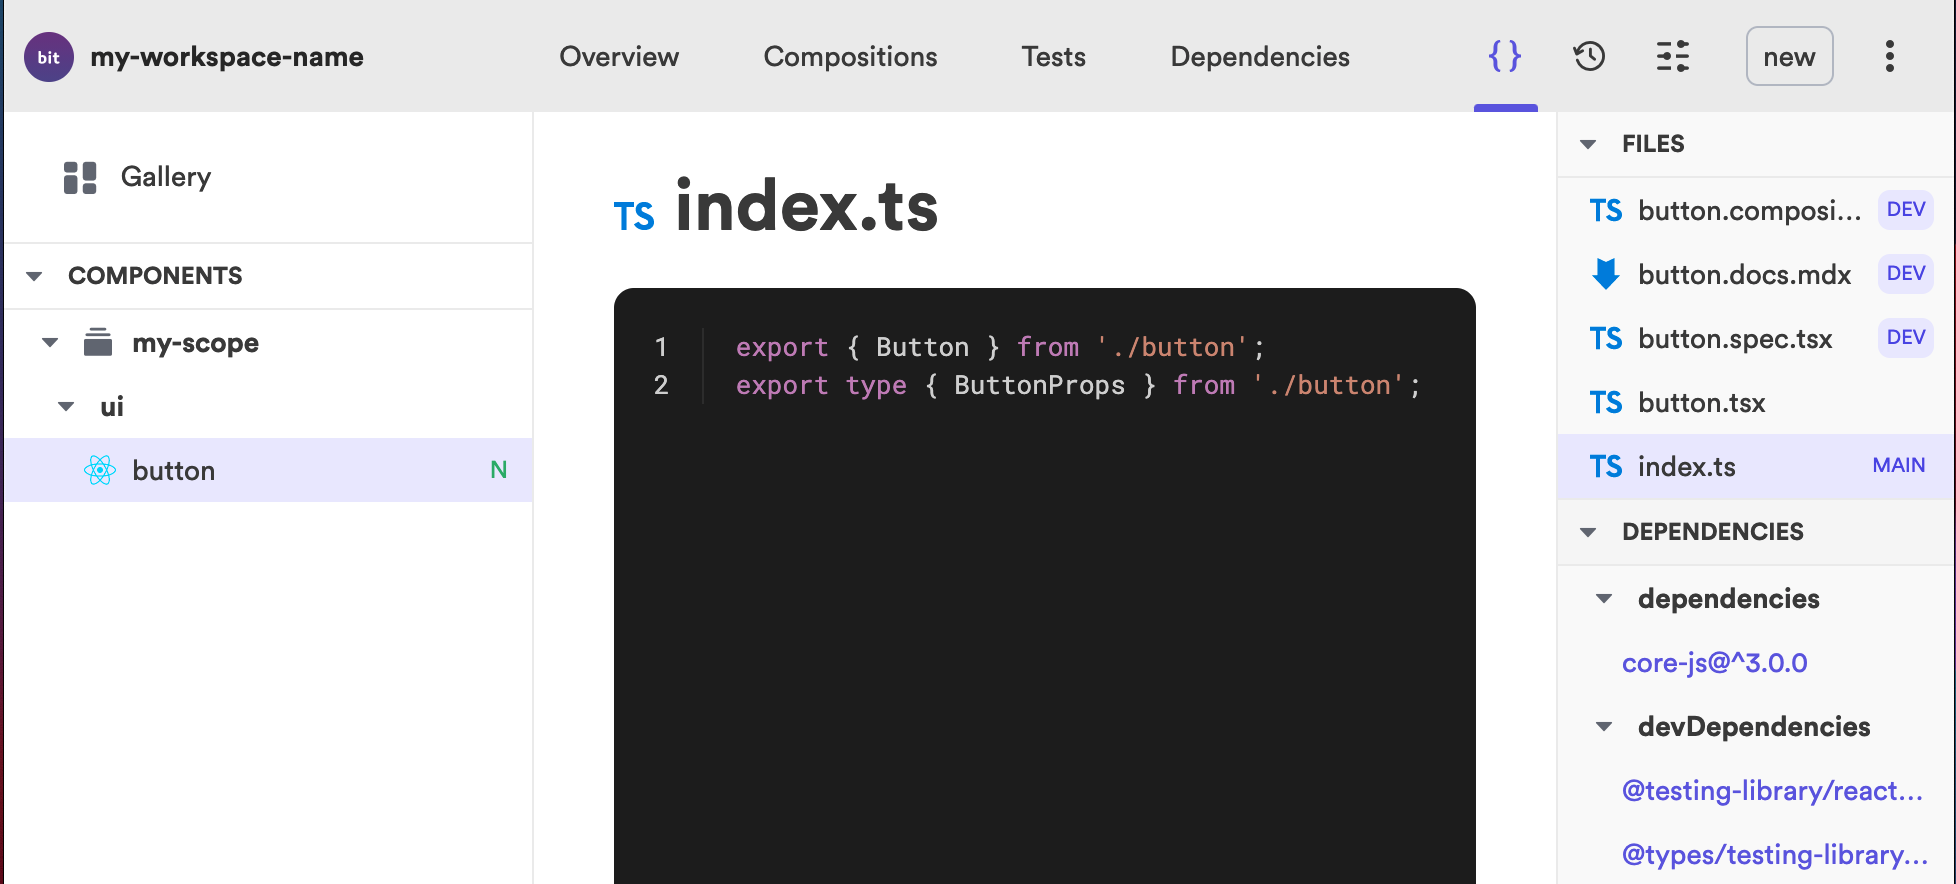 bit my-workspace-name Overview Compositions Tests Dependencies {} new
Gallery
COMPONENTS
my-scope
ui
button N
TS index.ts
1 export { Button } from './button';
2 export type { ButtonProps } from './button';
FILES
TS button.composi... DEV
button.docs.mdx DEV
TS button.spec.tsx DEV
TS button.tsx
TS index.ts MAIN
DEPENDENCIES
dependencies
core-js@^3.0.0
devDependencies
@testing-library/react...
@types/testing-library...